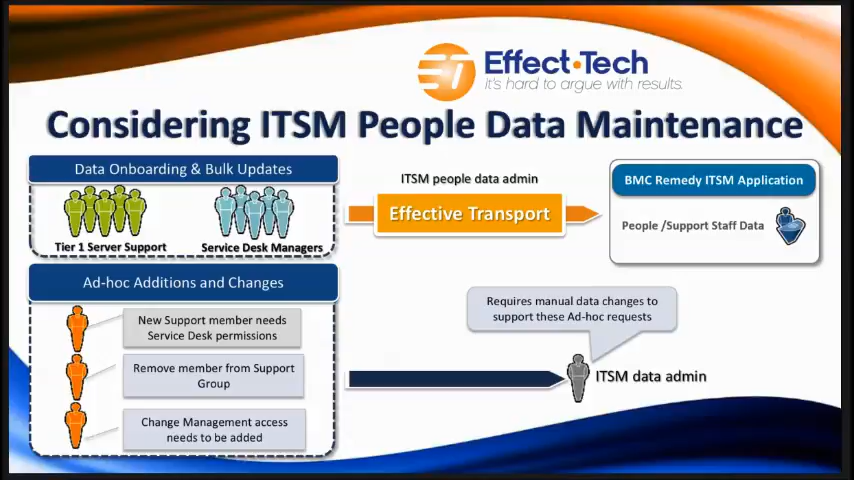 Effect•Tech
it's hard to argue with results.
Considering ITSM People Data Maintenance
Data Onboarding & Bulk Updates
Tier 1 Server Support
Service Desk Managers
ITSM people data admin
Effective Transport
BMC Remedy ITSM Application
People /Support Staff Data
Ad-hoc Additions and Changes
New Support member needs
Service Desk permissions
Remove member from Support
Group
Change Management access
needs to be added
Requires manual data changes to
support these Ad-hoc requests
ITSM data admin